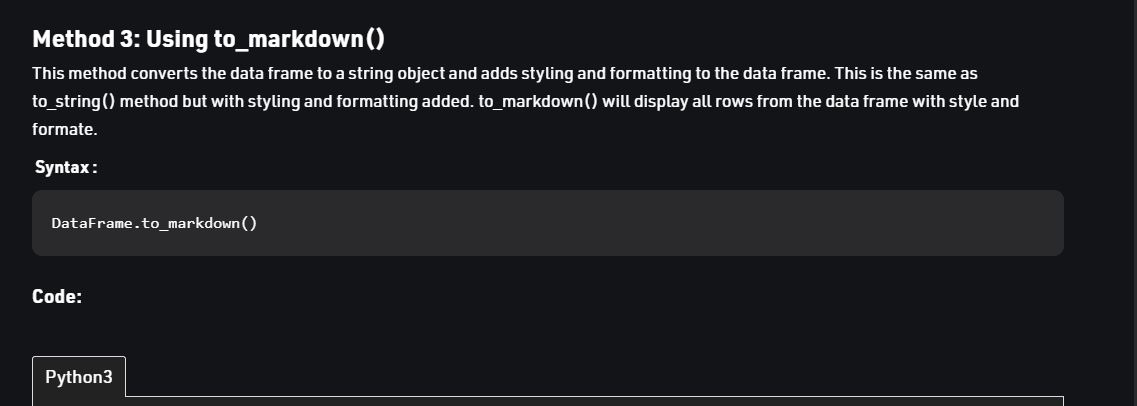 Method 3: Using to_markdown()
This method converts the data frame to a string object and adds styling and formatting to the data frame. This is the same as
to_string() method but with styling and formatting added. to_markdown() will display all rows from the data frame with style and
formate.
Syntax :
DataFrame.to_markdown()
Code:
Python3